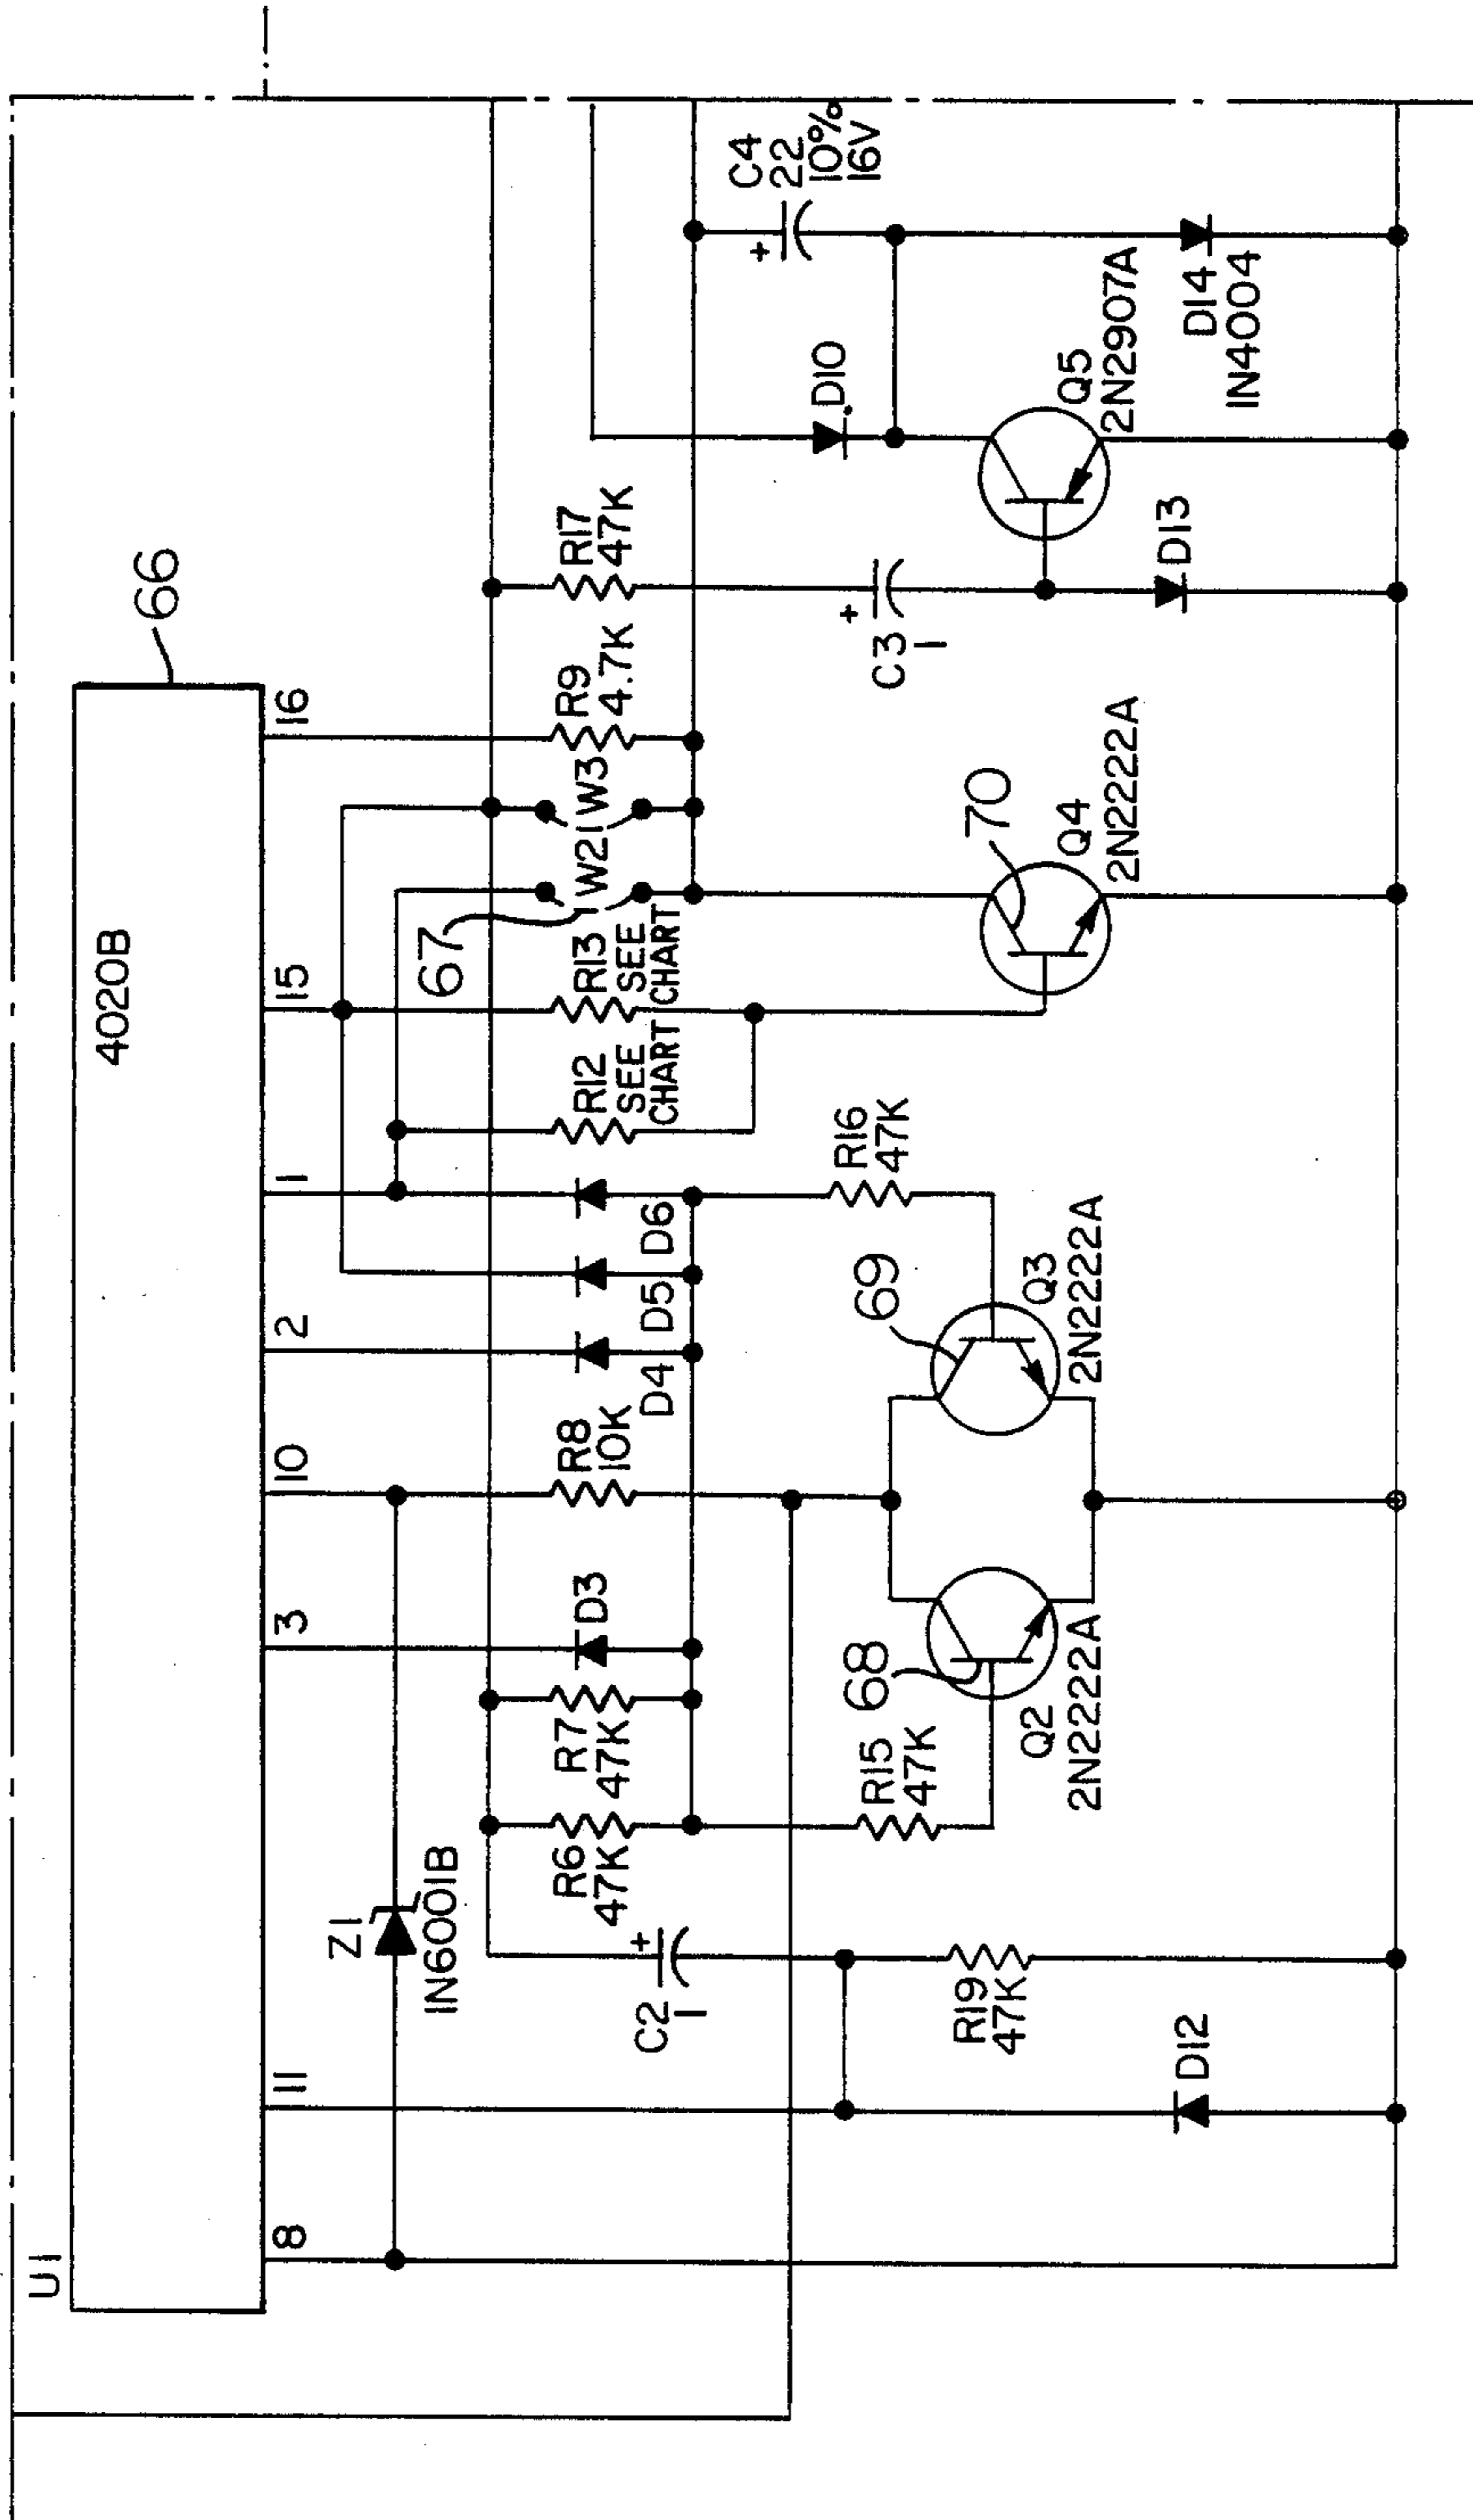 U1
4020B
66
8
11
3
10
2
1
15
16
Z1
1N6001B
67
R6
47K
R7
47K
D3
R8
10K
D4
D5
D6
R12
SEE
CHART
R13
SEE
CHART
W2
W3
R9
4.7K
R17
47K
C2
+
1
R15
47K
68
69
R16
47K
70
C3
+
1
D10
C4
22
10%
16V
+
R19
47K
Q2
2N2222A
Q3
2N2222A
Q4
2N2222A
Q5
2N2907A
D12
D13
D14
1N4004